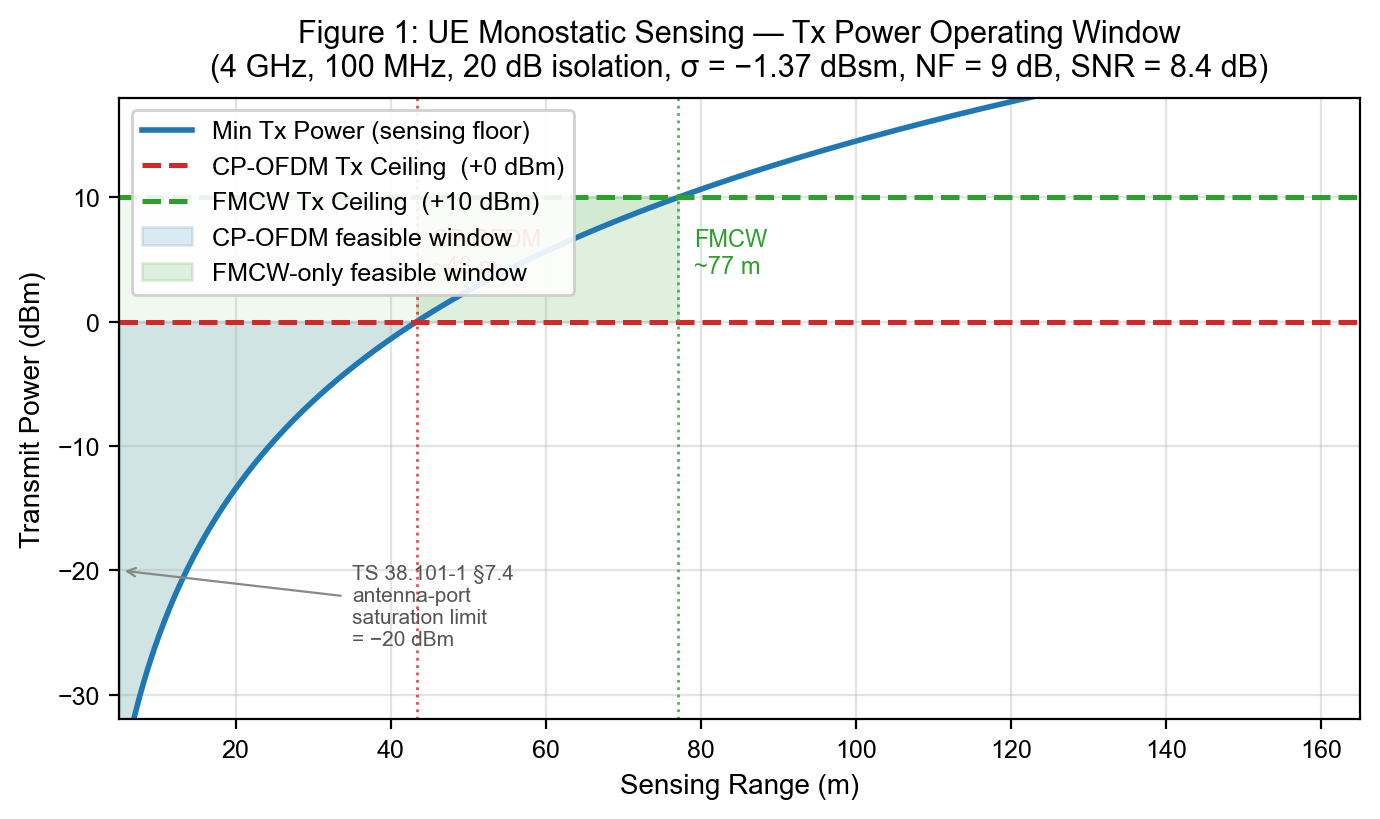 Figure 1: UE Monostatic Sensing — Tx Power Operating Window
(4 GHz, 100 MHz, 20 dB isolation, σ = −1.37 dBsm, NF = 9 dB, SNR = 8.4 dB)
Min Tx Power (sensing floor)
CP-OFDM Tx Ceiling (+0 dBm)
FMCW Tx Ceiling (+10 dBm)
CP-OFDM feasible window
FMCW-only feasible window
FMCW
~77 m
TS 38.101-1 §7.4
antenna-port
saturation limit
= −20 dBm
Transmit Power (dBm)
10
0
−10
−20
−30
20 40 60 80 100 120 140 160
Sensing Range (m)